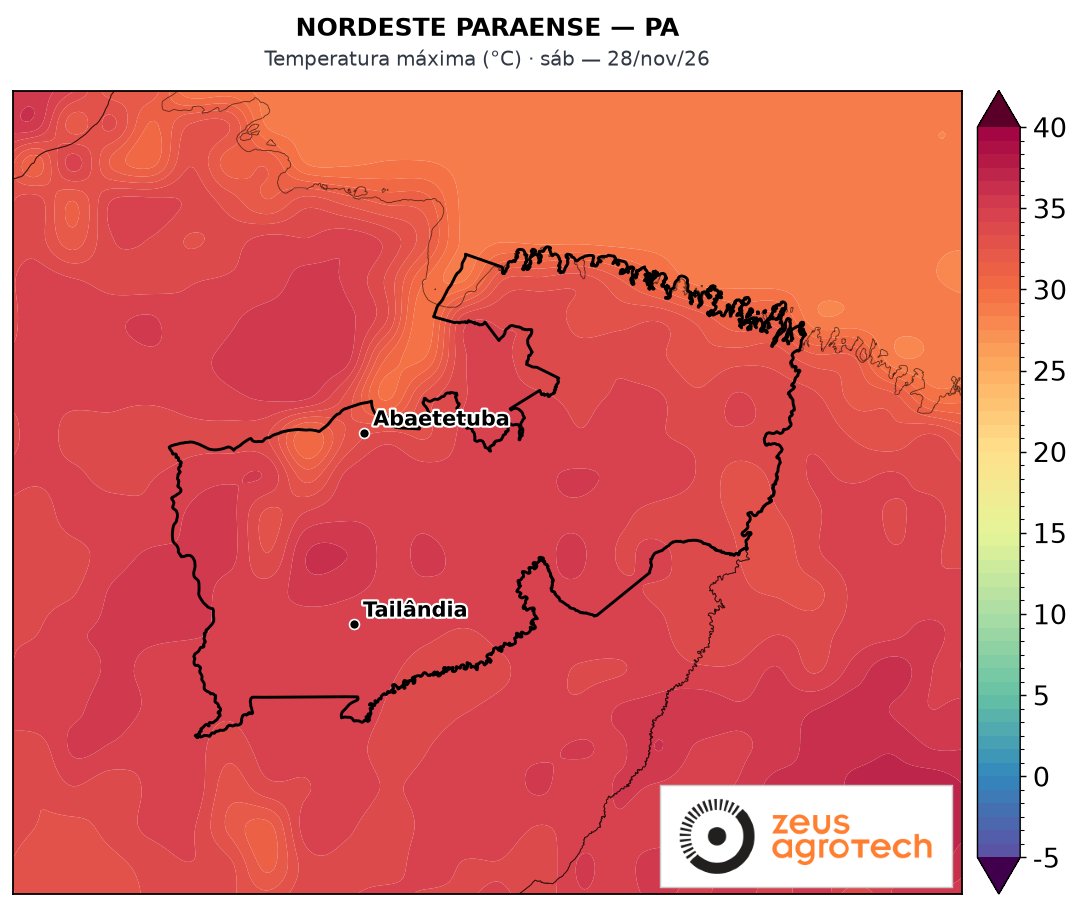 NORDESTE PARAENSE — PA
Temperatura máxima (°C) · sáb — 28/nov/26
40
35
30
25
20
15
10
5
0
-5
Abaetetuba
Tailândia
zeus
agrotech